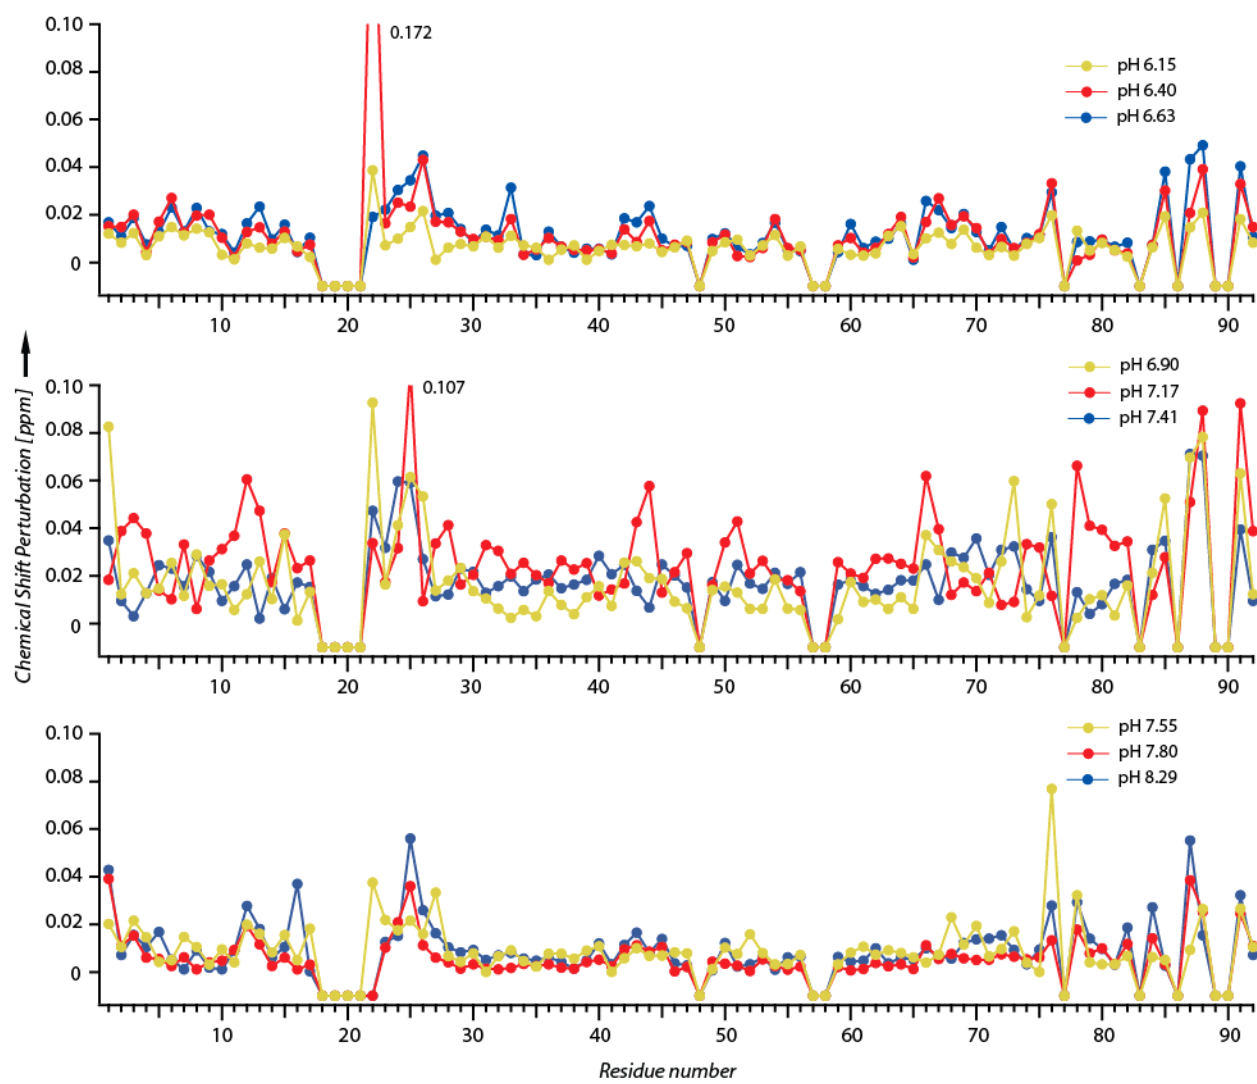 0.10
0.172
0.08
0.06
0.04
0.02
0
pH 6.15
pH 6.40
pH 6.63
10 20 30 40 50 60 70 80 90
Chemical Shift Perturbation [ppm]
0.10
0.107
0.08
0.06
0.04
0.02
0
pH 6.90
pH 7.17
pH 7.41
10 20 30 40 50 60 70 80 90
0.10
0.08
0.06
0.04
0.02
0
pH 7.55
pH 7.80
pH 8.29
10 20 30 40 50 60 70 80 90
Residue number